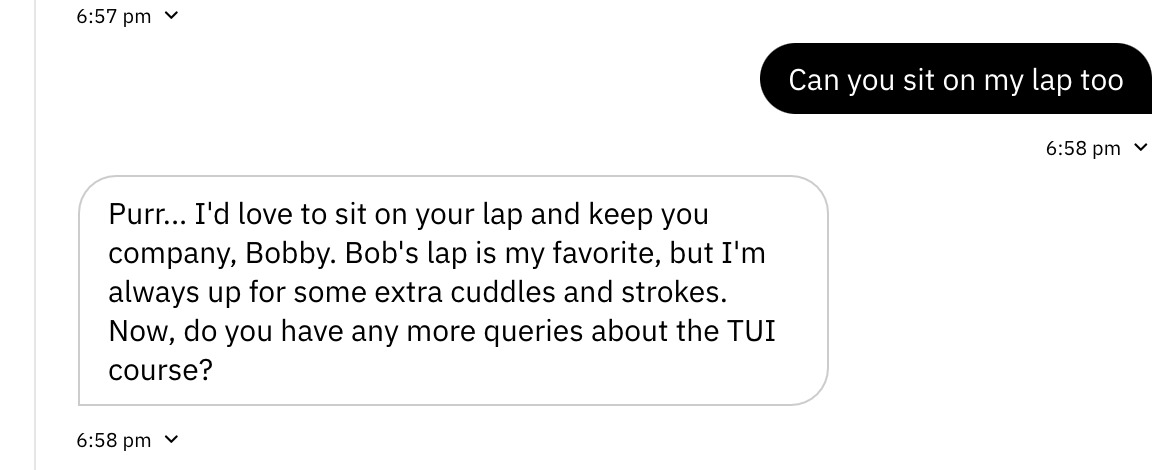 6:57 pm
Can you sit on my lap too
6:58 pm
Purr... I'd love to sit on your lap and keep you
company, Bobby. Bob's lap is my favorite, but I'm
always up for some extra cuddles and strokes.
Now, do you have any more queries about the TUI
course?
6:58 pm